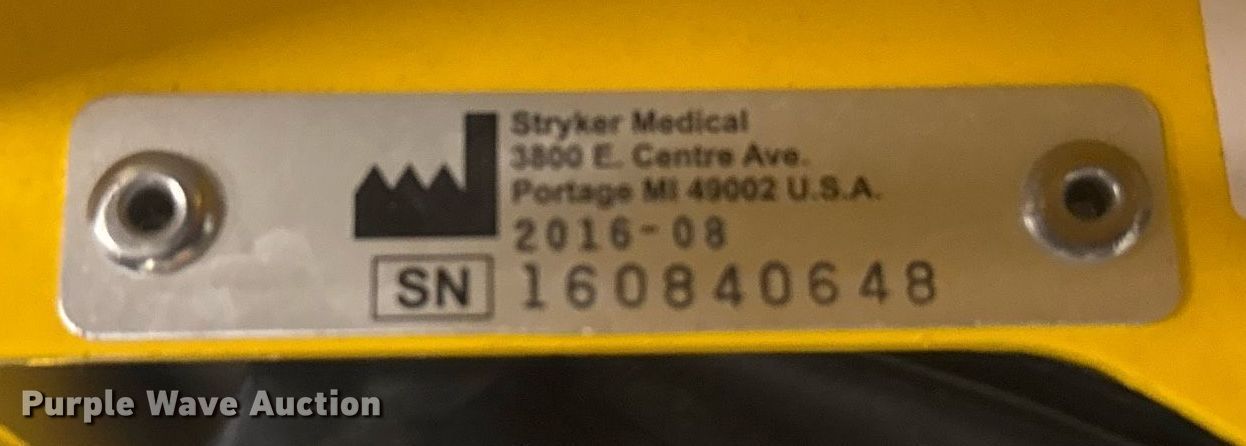 Stryker Medical
3800 E. Centre Ave.
Portage MI 49002 U.S.A.
2016-08
SN 160840648
Purple Wave Auction